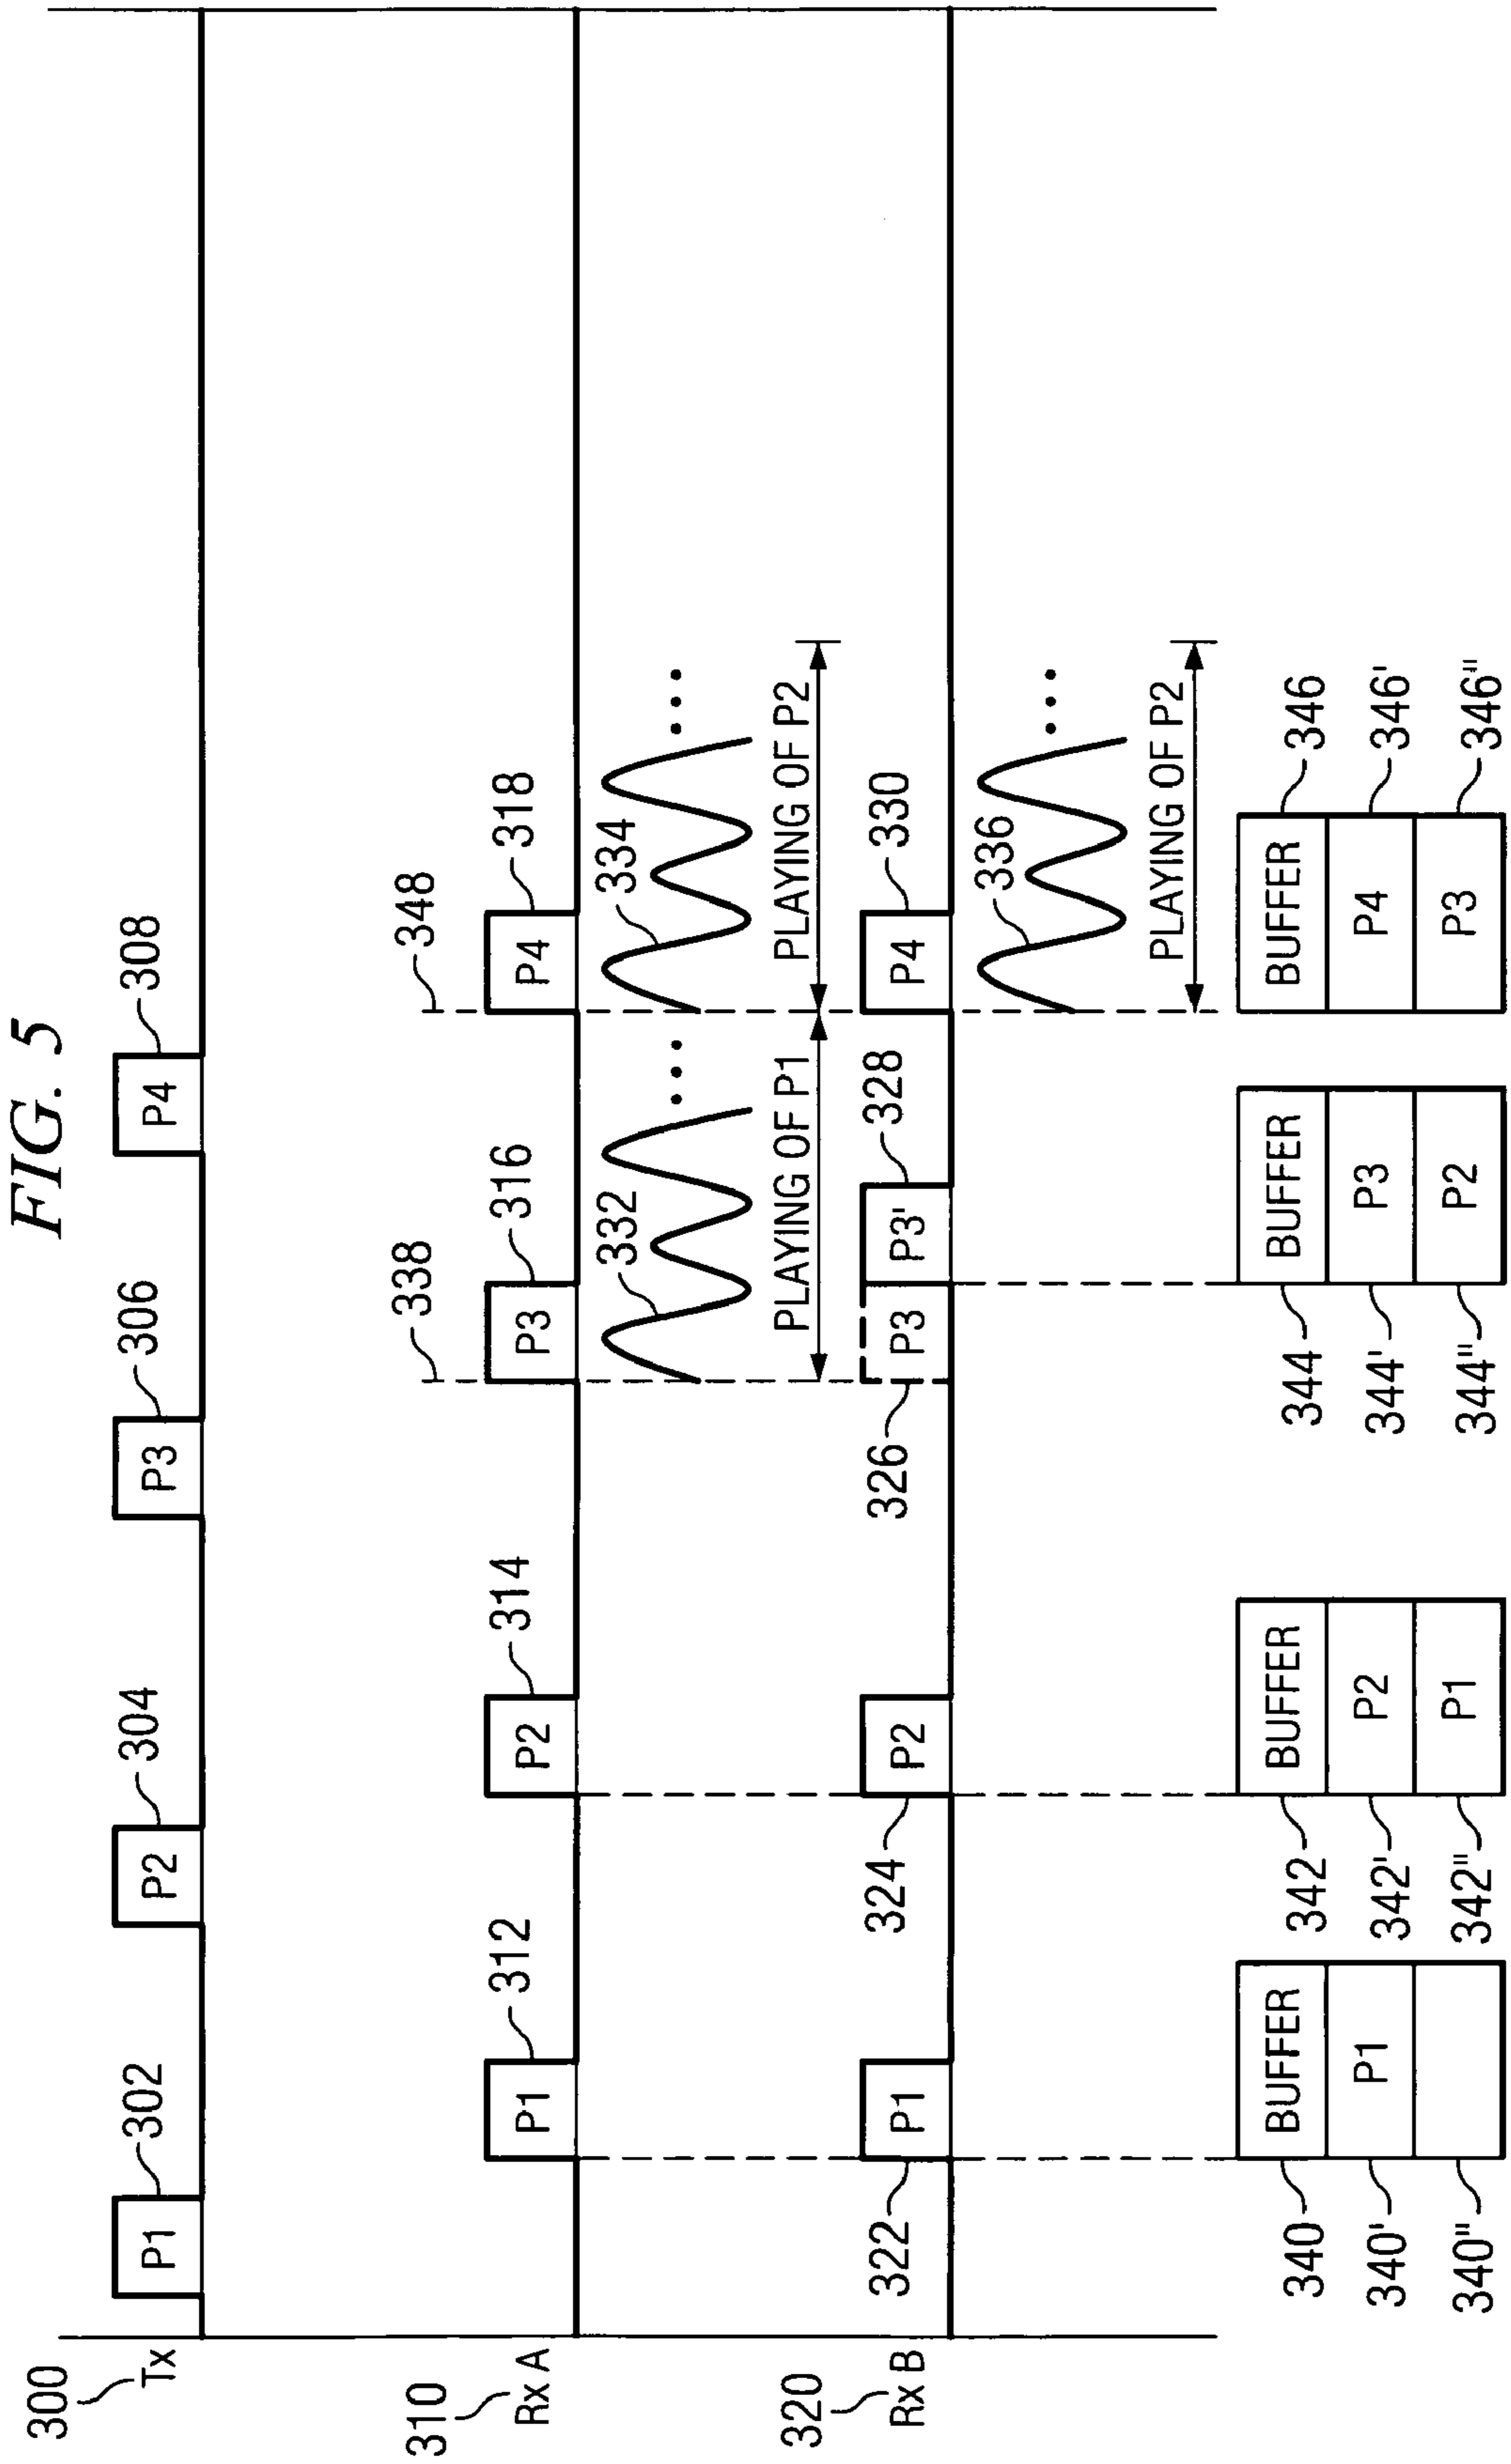 FIG. 5
300
Tx
P1
302
P2
304
P3
306
P4
308
310
Rx A
P1
312
P2
314
338
P3
316
348
P4
318
332
334
PLAYING OF P1
PLAYING OF P2
320
Rx B
322
P1
324
P2
326
P3
P3'
328
P4
330
336
PLAYING OF P2
340
BUFFER
340'
P1
340"
342
BUFFER
342'
P2
342"
P1
344
BUFFER
344'
P3
344"
P2
BUFFER
346
P4
346'
P3
346"